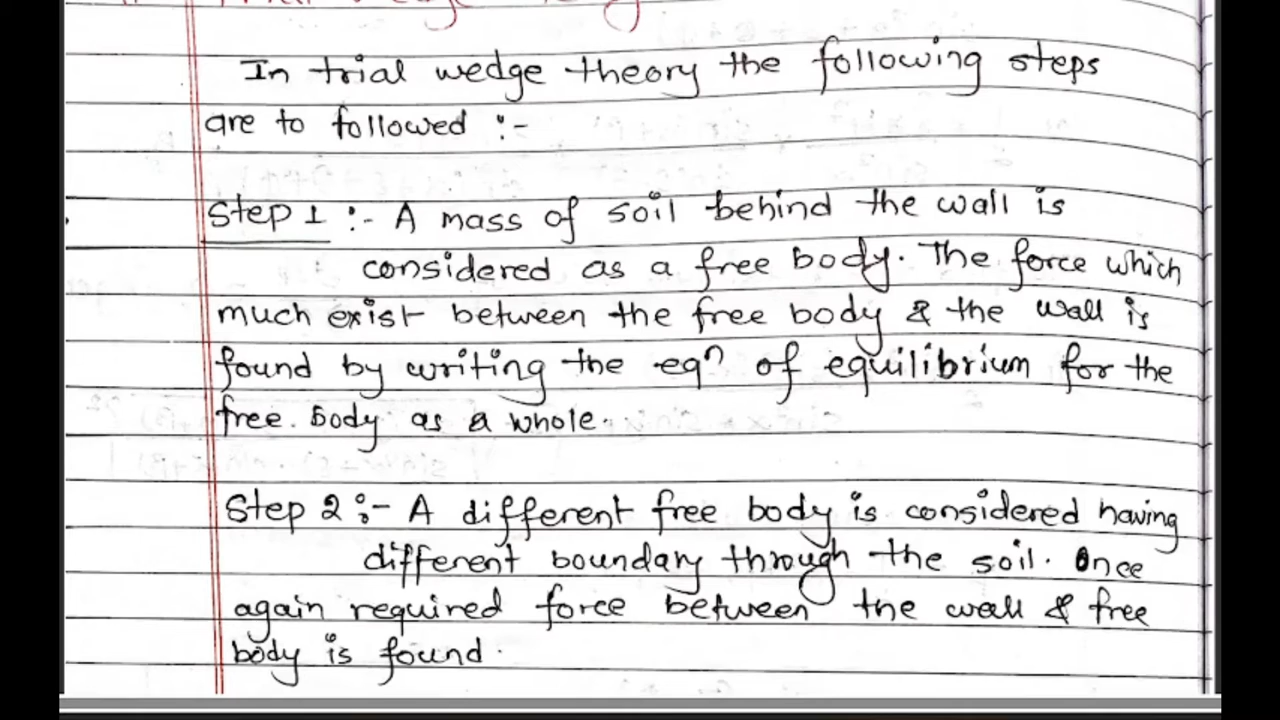 In trial wedge theory the following steps
are to followed :-
Step 1 :- A mass of soil behind the wall is
considered as a free body. The force which
much exist between the free body & the wall is
found by writing the eqn of equilibrium for the
free. body as a whole.
Step 2 :- A different free body is considered having
different boundary through the soil. Once
again required force between the wall & free
body is found.